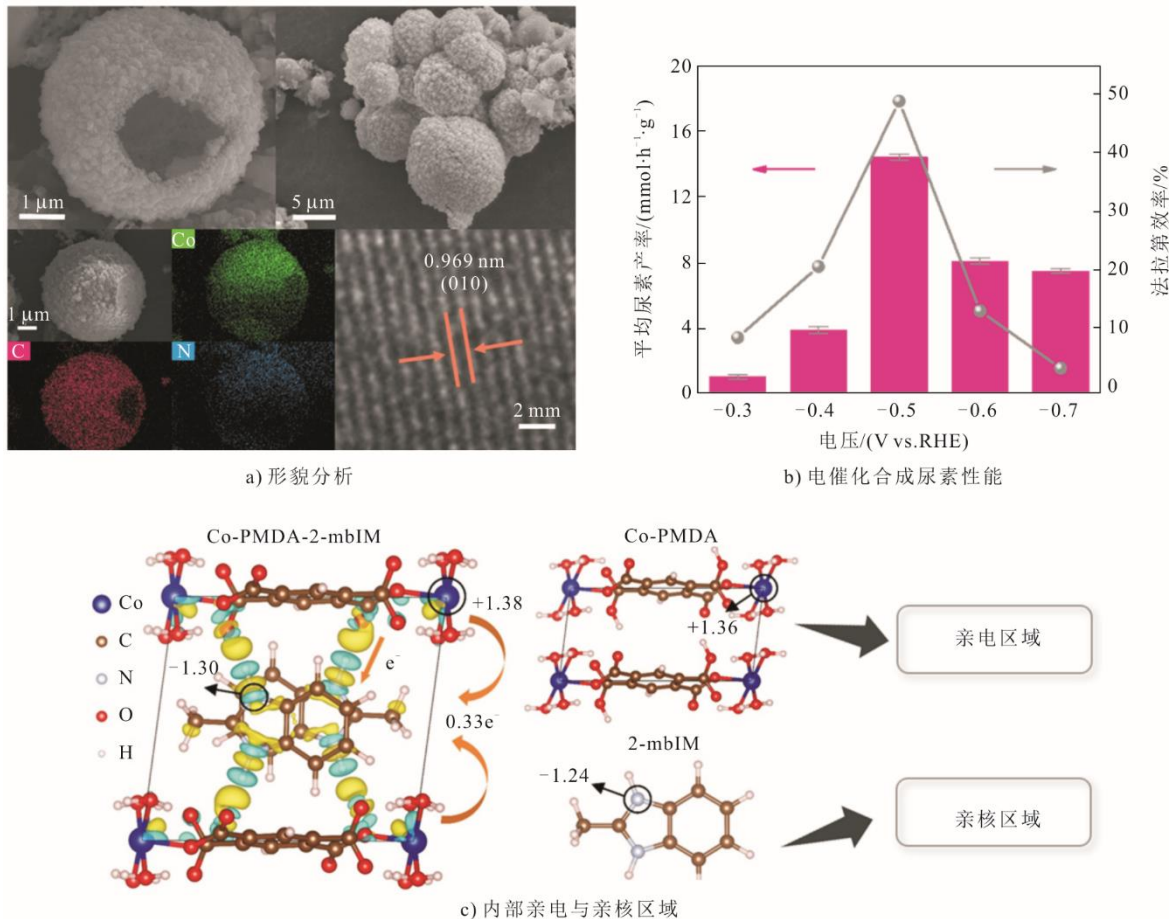 1 μm
5 μm
Co
1 μm
C
N
0.969 nm
(010)
2 mm
a) 形貌分析
平均尿素产率/(mmol·h⁻¹·g⁻¹)
20
16
12
8
4
0
50
40
30
20
10
0
法拉第效率/%
−0.3 −0.4 −0.5 −0.6 −0.7
电压/(V vs.RHE)
b) 电催化合成尿素性能
Co-PMDA-2-mbIM
Co
C
N
O
H
+1.38
−1.30
e⁻
0.33e⁻
Co-PMDA
+1.36
2-mbIM
−1.24
亲电区域
亲核区域
c) 内部亲电与亲核区域